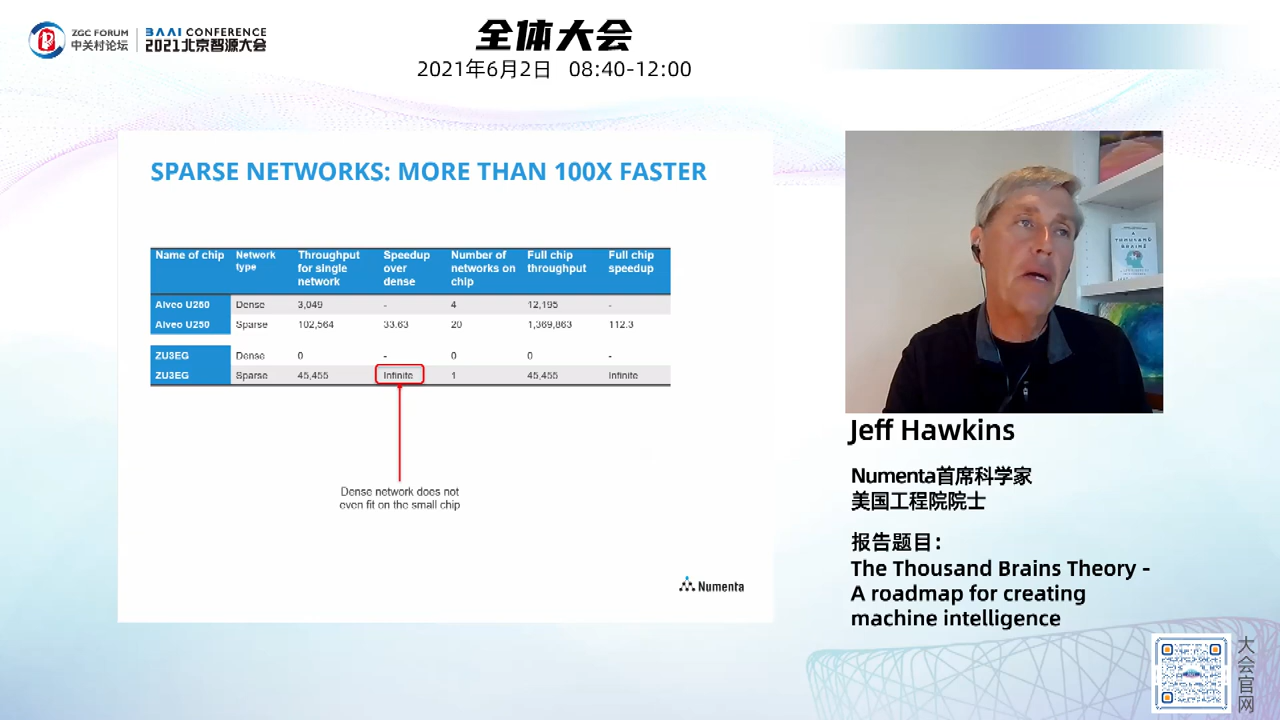 ZGC FORUM
中关村论坛
BAAI CONFERENCE
2021北京智源大会
全体大会
2021年6月2日 08:40-12:00
SPARSE NETWORKS: MORE THAN 100X FASTER
Name of chip Network type Throughput for single network Speedup over dense Number of networks on chip Full chip throughput Full chip speedup
Alveo U250 Dense 3,049 - 4 12,195 -
Alveo U250 Sparse 102,564 33.63 20 1,369,863 112.3
ZU3EG Dense 0 - 0 0 -
ZU3EG Sparse 45,455 Infinite 1 45,455 Infinite
Dense network does not
even fit on the small chip
Numenta
A
THOUSAND
BRAINS
Jeff Hawkins
Numenta首席科学家
美国工程院院士
报告题目：
The Thousand Brains Theory -
A roadmap for creating
machine intelligence
大会官网